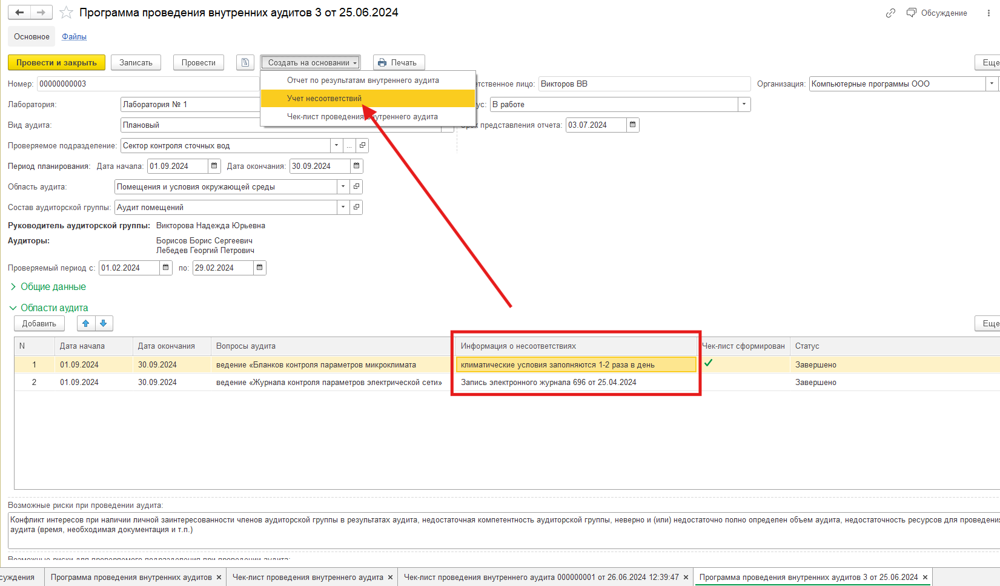 Программа проведения внутренних аудитов 3 от 25.06.2024
Обсуждение
Основное Файлы
Провести и закрыть Записать Провести Создать на основании Печать Еще
Отчет по результатам внутреннего аудита
Учет несоответствий
Чек-лист проведения внутреннего аудита
Номер: 00000000003 лицо: Викторов ВВ Организация: Компьютерные программы ООО
Лаборатория: Лаборатория № 1 В работе
Вид аудита: Плановый представления отчета: 03.07.2024
Проверяемое подразделение: Сектор контроля сточных вод ...
Период планирования: Дата начала: 01.09.2024 Дата окончания: 30.09.2024
Область аудита: Помещения и условия окружающей среды
Состав аудиторской группы: Аудит помещений
Руководитель аудиторской группы: Викторова Надежда Юрьевна
Аудиторы: Борисов Борис Сергеевич
Лебедев Георгий Петрович
Проверяемый период с: 01.02.2024 по: 29.02.2024
Общие данные
Области аудита
Добавить Еще
N Дата начала Дата окончания Вопросы аудита Информация о несоответствиях Чек-лист сформирован Статус
1 01.09.2024 30.09.2024 ведение «Бланков контроля параметров микроклимата климатические условия заполняются 1-2 раза в день Завершено
2 01.09.2024 30.09.2024 ведение «Журнала контроля параметров электрической сети» Запись электронного журнала 696 от 25.04.2024 Завершено
Возможные риски при проведении аудита:
Конфликт интересов при наличии личной заинтересованности членов аудиторской группы в результатах аудита, недостаточная компетентность аудиторской группы, неверно и (или) недостаточно полно определен объем аудита, недостаточность ресурсов для проведения
аудита (время, необходимая документация и т.п.)
Возможные риски для проверяемого подразделения при проведении аудита:
суждения Программа проведения внутренних аудитов Чек-лист проведения внутреннего аудита Чек-лист проведения внутреннего аудита 000000001 от 26.06.2024 12:39:47 Программа проведения внутренних аудитов 3 от 25.06.2024